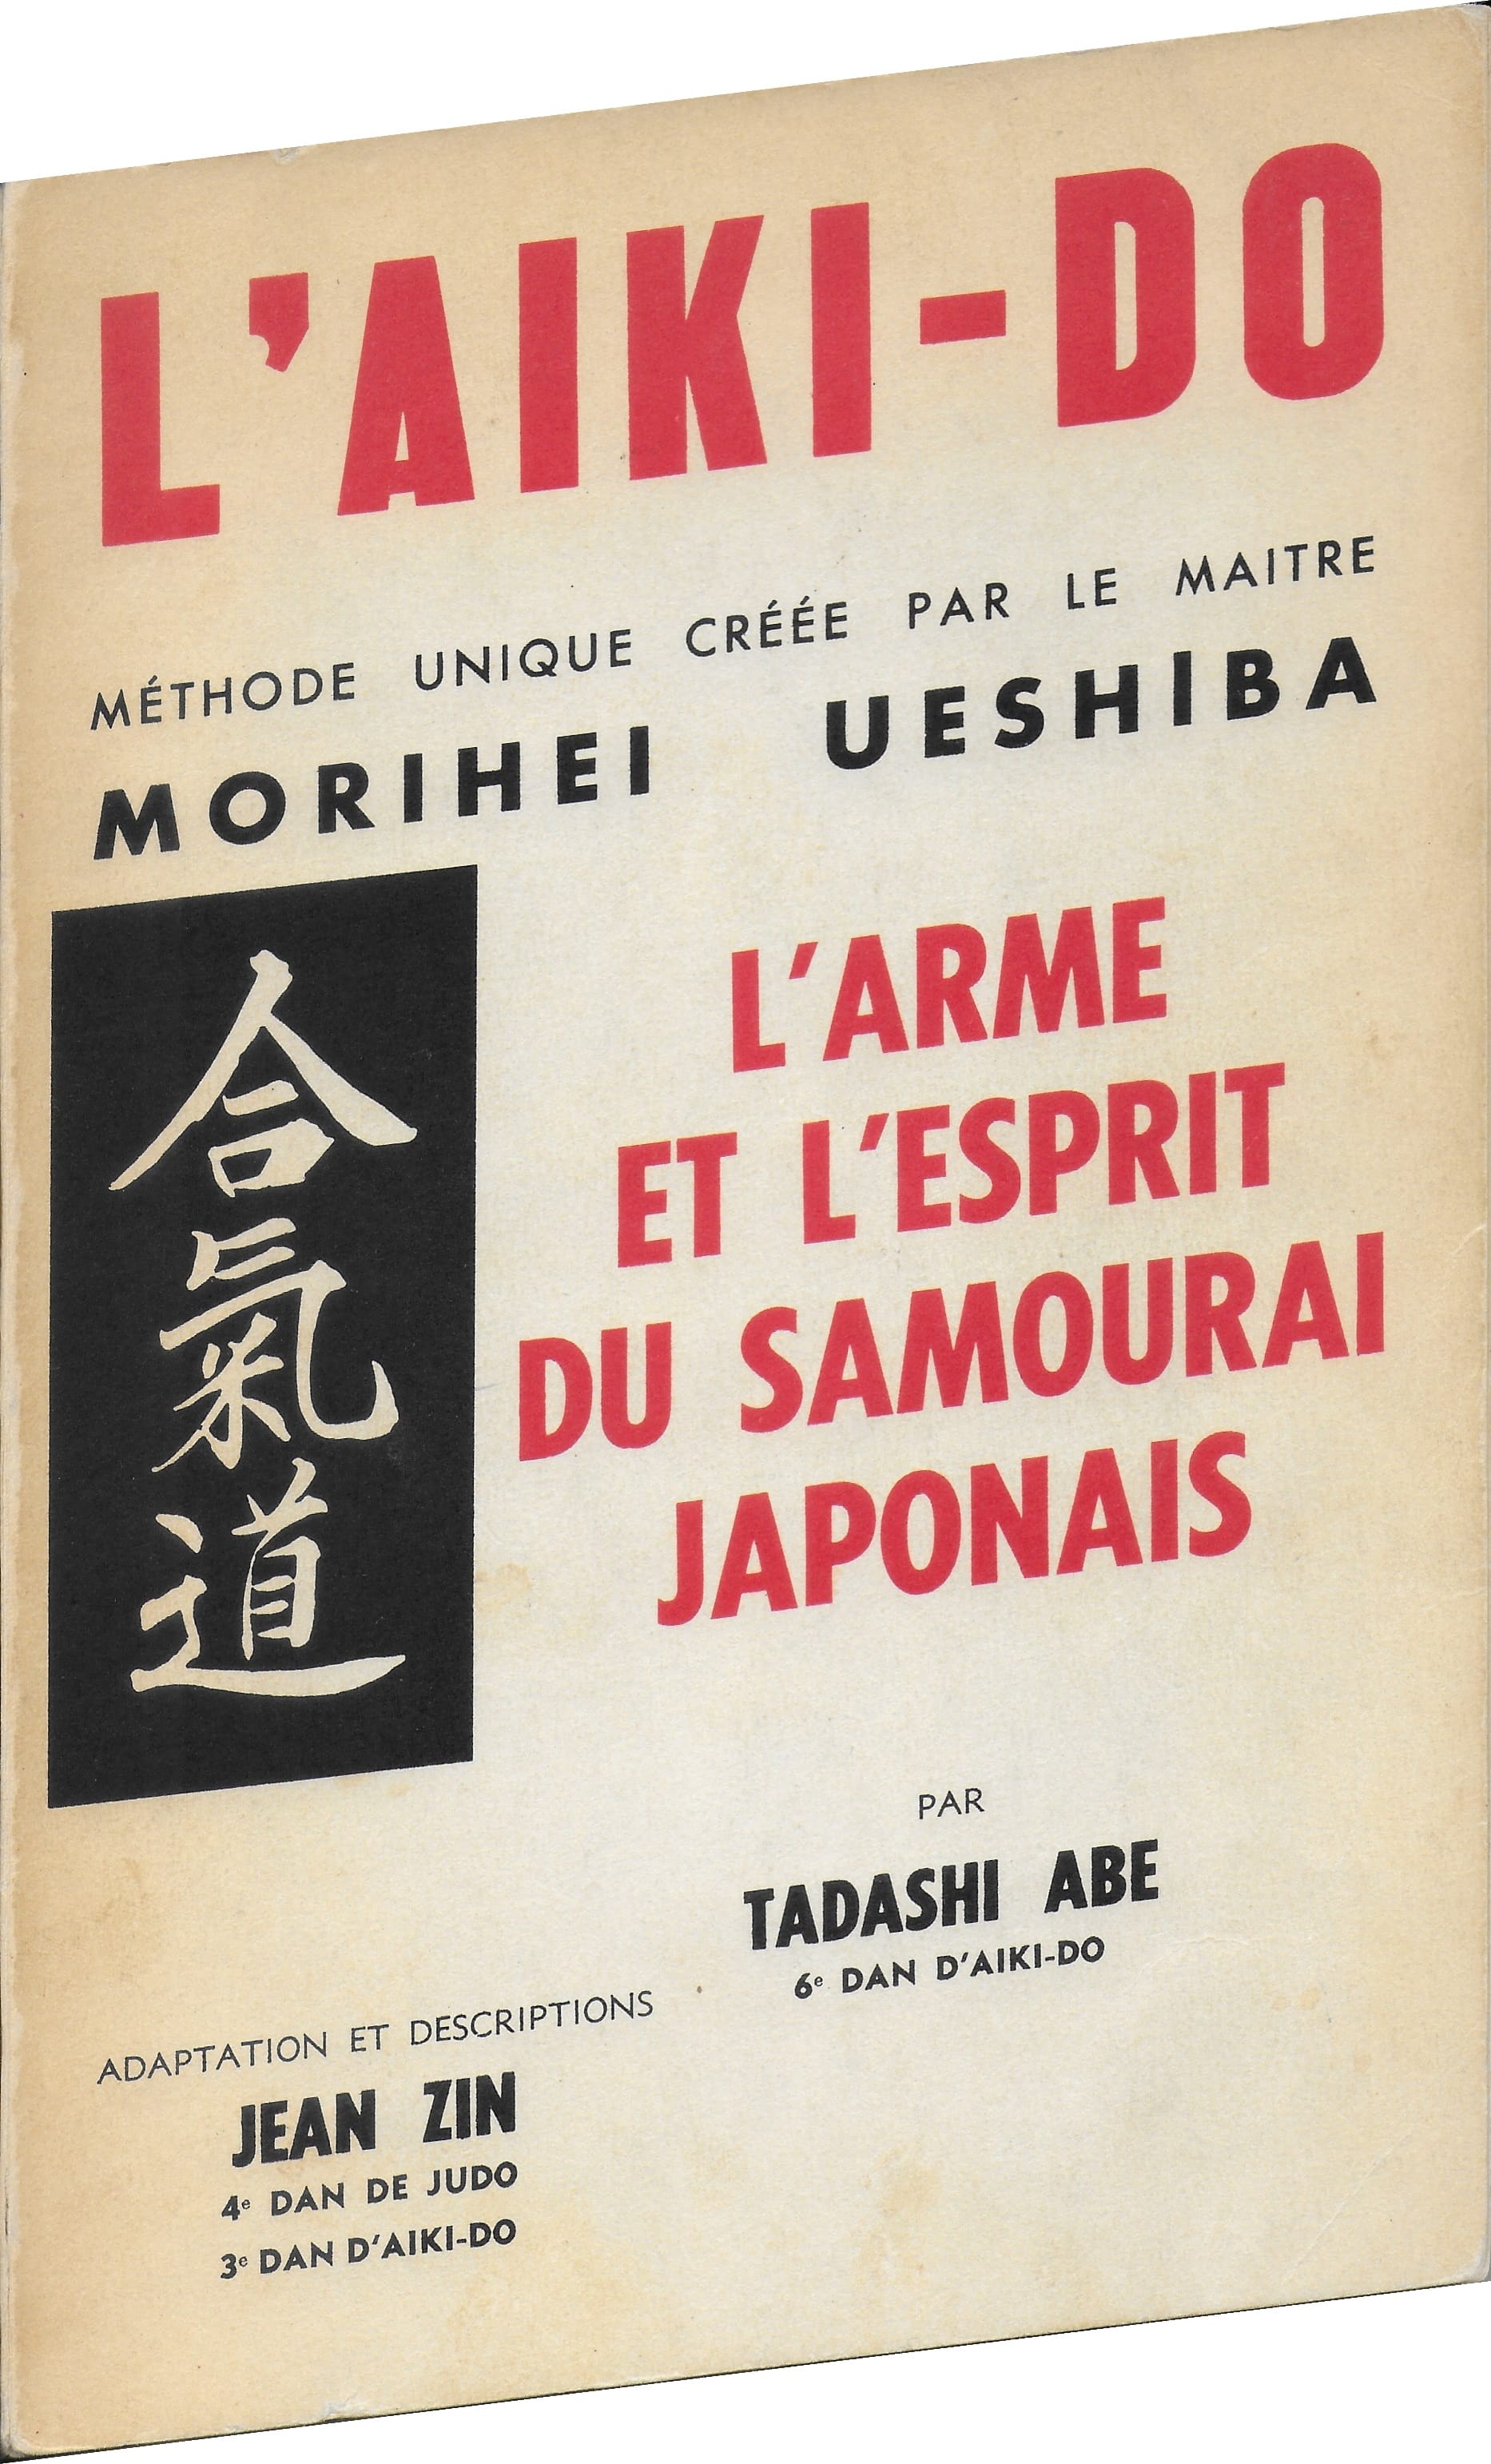 L'AIKI-DO
MÉTHODE UNIQUE CRÉÉE PAR LE MAITRE
MORIHEI UESHIBA
合氣道
L'ARME
ET L'ESPRIT
DU SAMOURAI
JAPONAIS
PAR
TADASHI ABE
6e DAN D'AIKI-DO
ADAPTATION ET DESCRIPTIONS
JEAN ZIN
4e DAN DE JUDO
3e DAN D'AIKI-DO